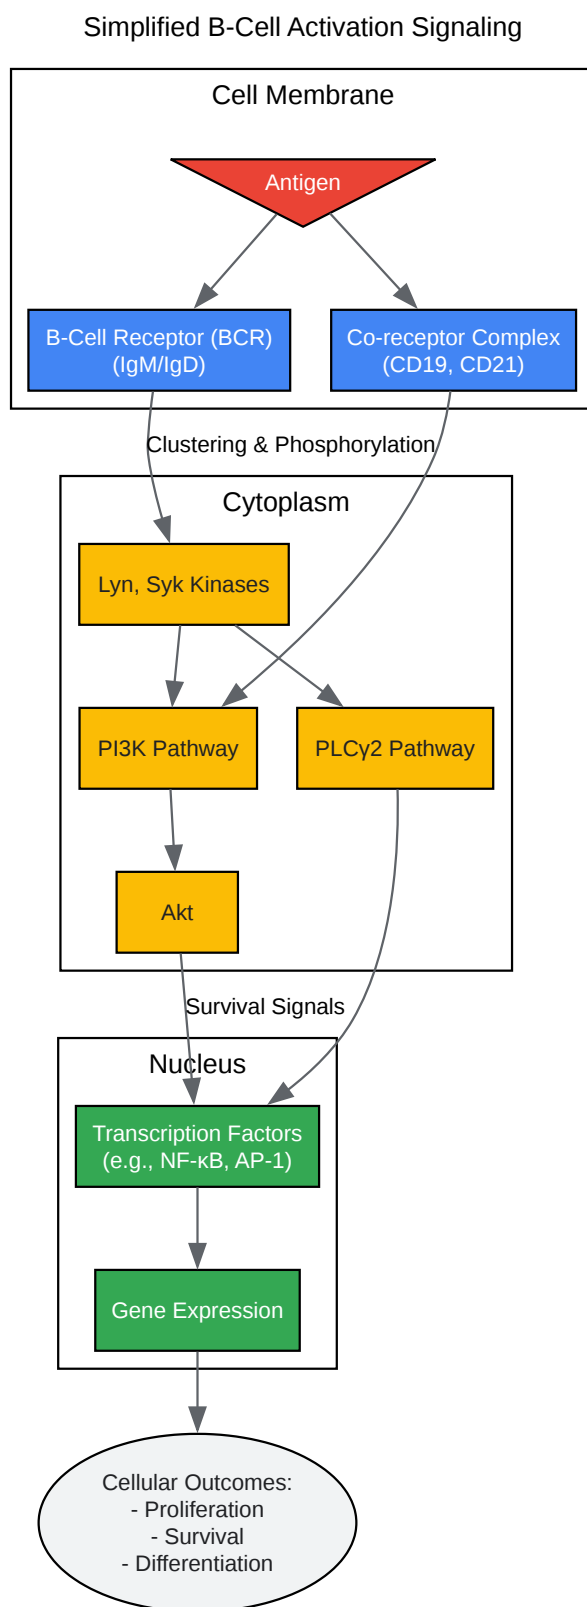 Simplified B-Cell Activation Signaling
Cell Membrane
Antigen
B-Cell Receptor (BCR)
(IgM/IgD)
Co-receptor Complex
(CD19, CD21)
Clustering & Phosphorylation
Cytoplasm
Lyn, Syk Kinases
PI3K Pathway
PLCγ2 Pathway
Akt
Survival Signals
Nucleus
Transcription Factors
(e.g., NF-κB, AP-1)
Gene Expression
Cellular Outcomes:
- Proliferation
- Survival
- Differentiation